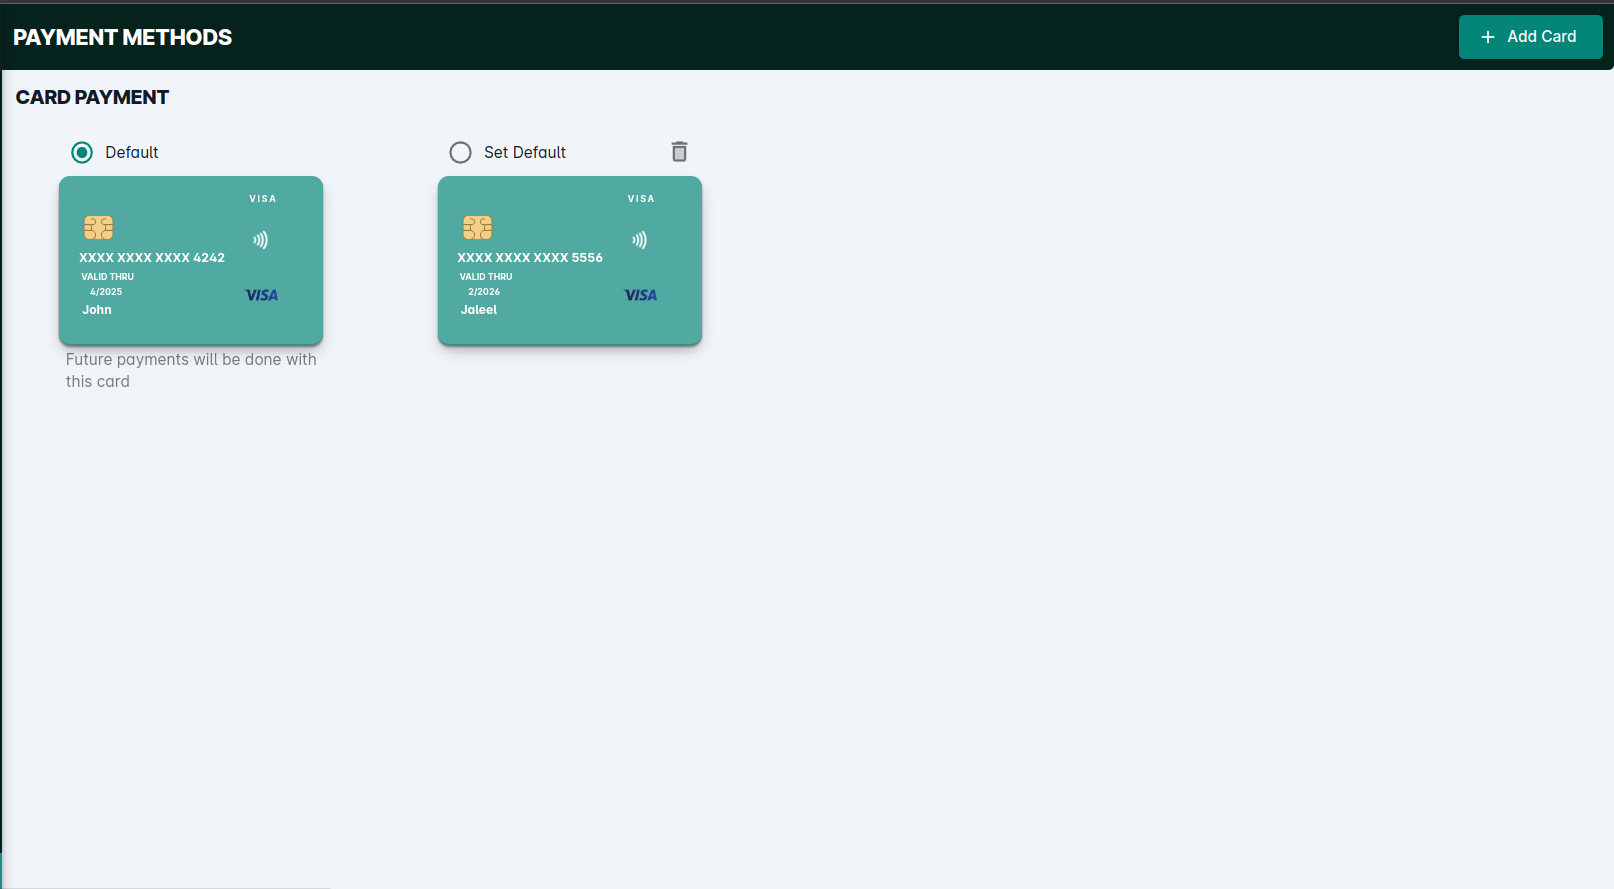 PAYMENT METHODS
+ Add Card
CARD PAYMENT
Default
VISA
XXXX XXXX XXXX 4242
VALID THRU
4/2025
VISA
John
Future payments will be done with
this card
Set Default
VISA
XXXX XXXX XXXX 5556
VALID THRU
2/2026
VISA
Jaleel